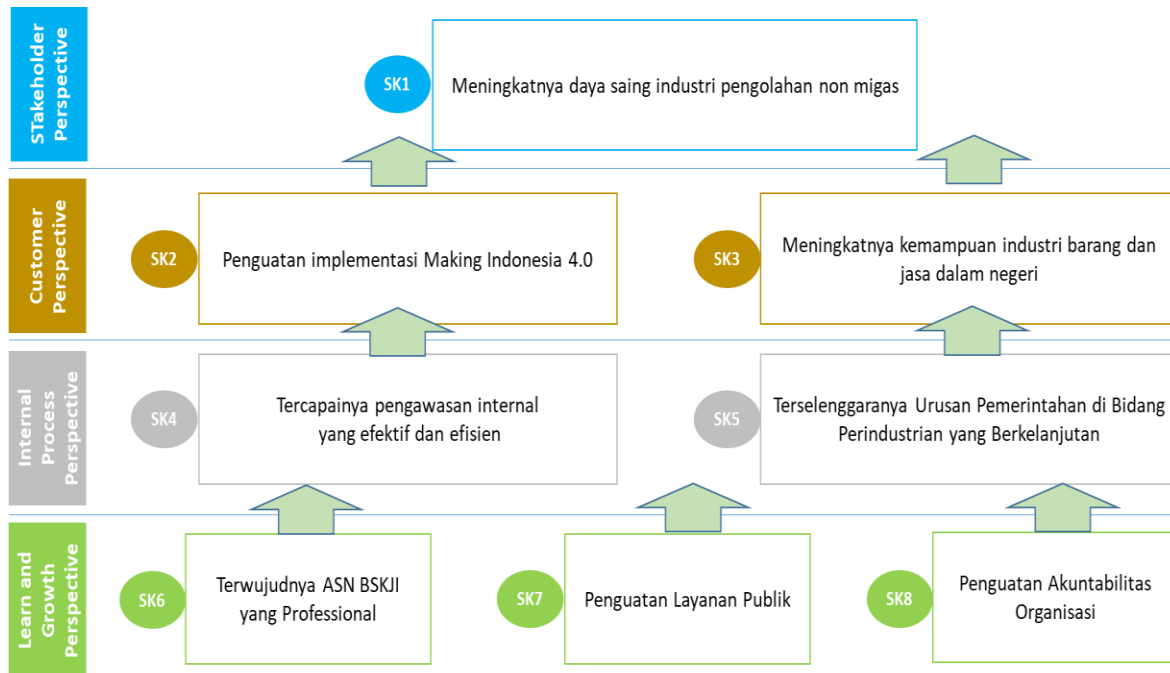 STakeholder
Perspective
SK1
Meningkatnya daya saing industri pengolahan non migas
Customer
Perspective
SK2
Penguatan implementasi Making Indonesia 4.0
SK3
Meningkatnya kemampuan industri barang dan
jasa dalam negeri
Internal
Process
Perspective
SK4
Tercapainya pengawasan internal
yang efektif dan efisien
SK5
Terselenggaranya Urusan Pemerintahan di Bidang
Perindustrian yang Berkelanjutan
Learn and
Growth
Perspective
SK6
Terwujudnya ASN BSKJI
yang Professional
SK7
Penguatan Layanan Publik
SK8
Penguatan Akuntabilitas
Organisasi